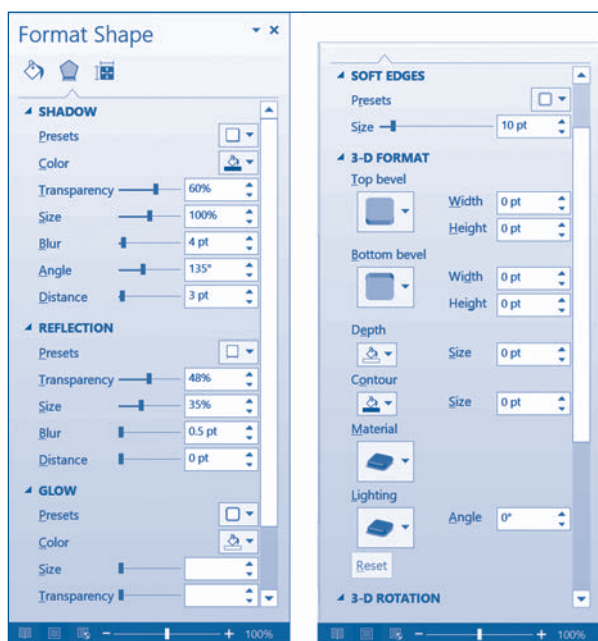 Format Shape
SHADOW
Presets
Color
Transparency 60%
Size 100%
Blur 4 pt
Angle 135°
Distance 3 pt
REFLECTION
Presets
Transparency 48%
Size 35%
Blur 0.5 pt
Distance 0 pt
GLOW
Presets
Color
Size
Transparency
100%
SOFT EDGES
Presets
Size 10 pt
3-D FORMAT
Top bevel
Width 0 pt
Height 0 pt
Bottom bevel
Width 0 pt
Height 0 pt
Depth
Size 0 pt
Contour
Size 0 pt
Material
Lighting
Angle 0°
Reset
3-D ROTATION
100%